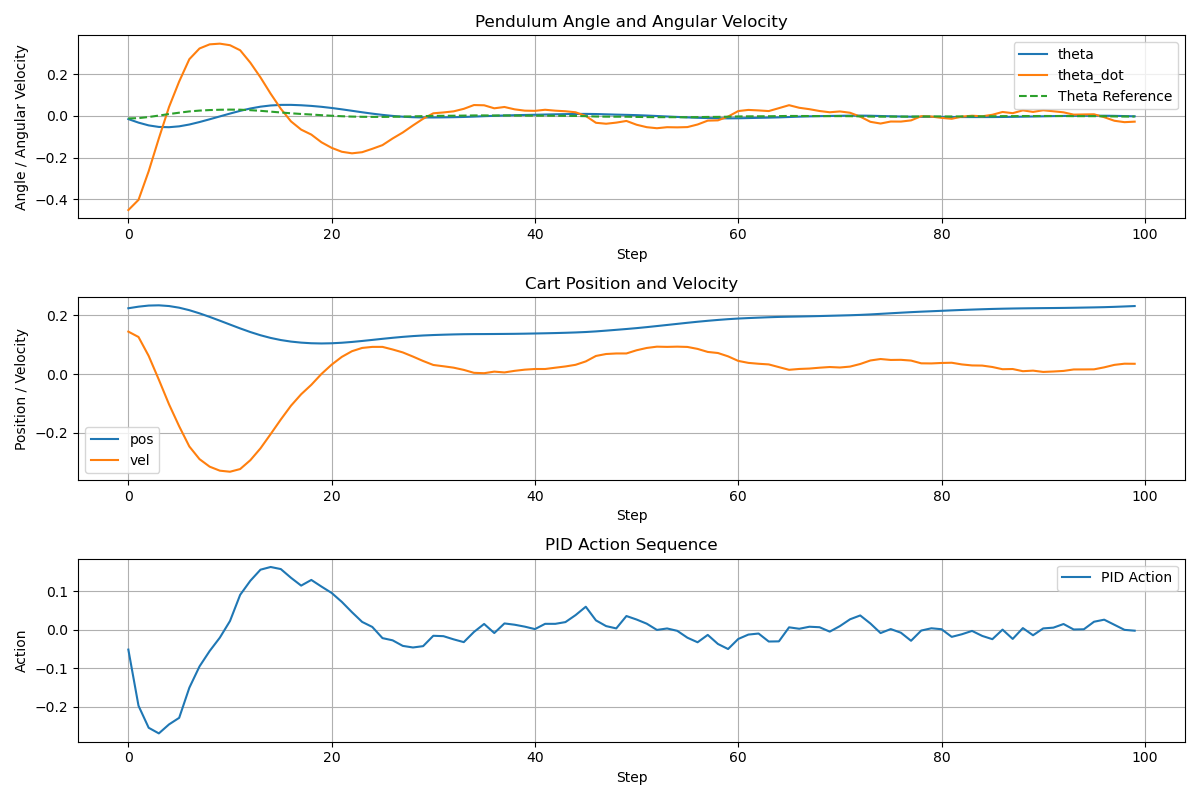 Pendulum Angle and Angular Velocity
Angle / Angular Velocity
0.2
0.0
−0.2
−0.4
theta
theta_dot
Theta Reference
0 20 40 60 80 100
Step
Cart Position and Velocity
Position / Velocity
0.2
0.0
−0.2
pos
vel
0 20 40 60 80 100
Step
PID Action Sequence
Action
0.1
0.0
−0.1
−0.2
PID Action
0 20 40 60 80 100
Step